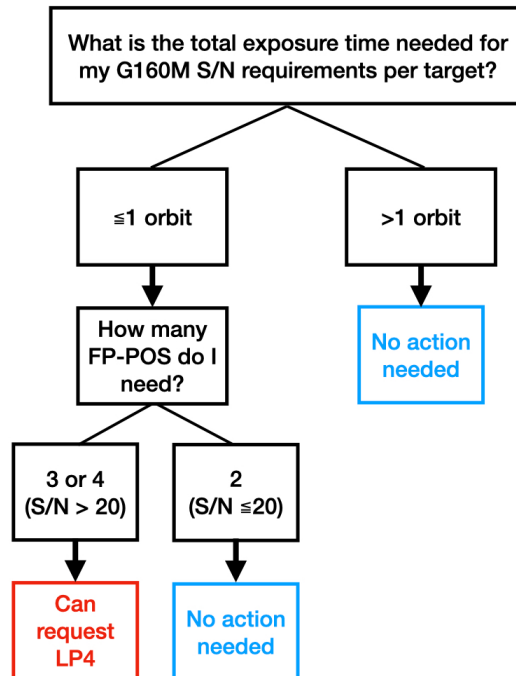 What is the total exposure time needed for
my G160M S/N requirements per target?
≦1 orbit
>1 orbit
How many
FP-POS do I
need?
No action
needed
3 or 4
(S/N > 20)
2
(S/N ≦20)
Can
request
LP4
No action
needed